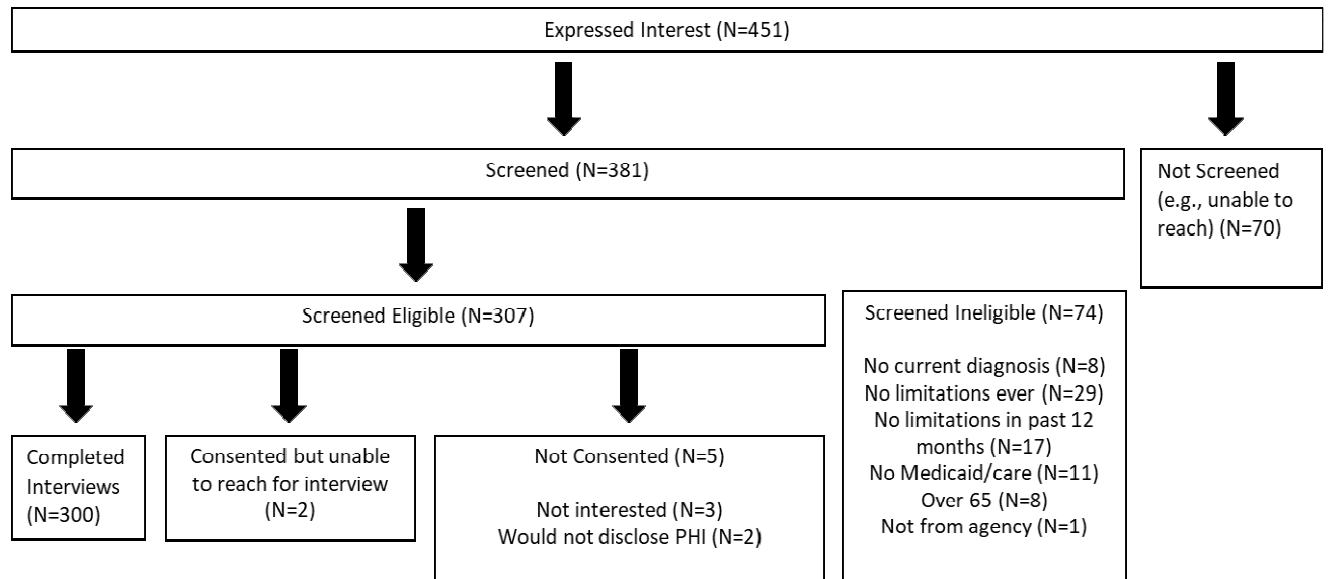 Expressed Interest (N=451)
Screened (N=381)
Not Screened
(e.g., unable to
reach) (N=70)
Screened Eligible (N=307)
Screened Ineligible (N=74)
No current diagnosis (N=8)
No limitations ever (N=29)
No limitations in past 12
months (N=17)
No Medicaid/care (N=11)
Over 65 (N=8)
Not from agency (N=1)
Completed
Interviews
(N=300)
Consented but unable
to reach for interview
(N=2)
Not Consented (N=5)
Not interested (N=3)
Would not disclose PHI (N=2)